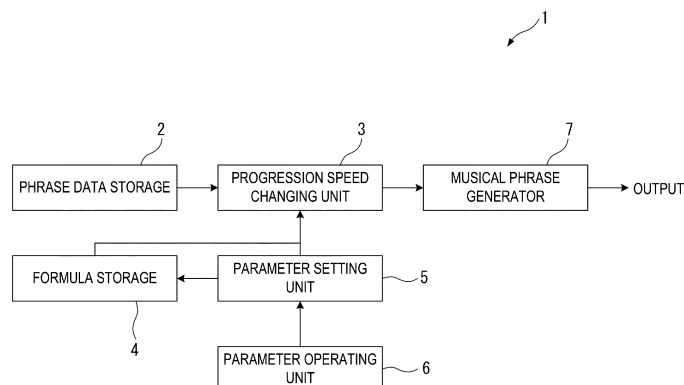 1
2
3
7
PHRASE DATA STORAGE
PROGRESSION SPEED
CHANGING UNIT
MUSICAL PHRASE
GENERATOR
OUTPUT
FORMULA STORAGE
PARAMETER SETTING
UNIT
5
4
PARAMETER OPERATING
UNIT
6